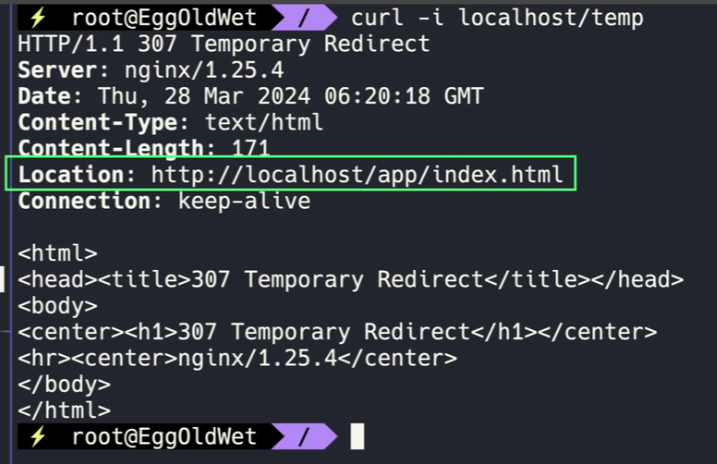 ⚡ root@EggOldWet / curl -i localhost/temp
HTTP/1.1 307 Temporary Redirect
Server: nginx/1.25.4
Date: Thu, 28 Mar 2024 06:20:18 GMT
Content-Type: text/html
Content-Length: 171
Location: http://localhost/app/index.html
Connection: keep-alive
<html>
<head><title>307 Temporary Redirect</title></head>
<body>
<center><h1>307 Temporary Redirect</h1></center>
<hr><center>nginx/1.25.4</center>
</body>
</html>
⚡ root@EggOldWet /